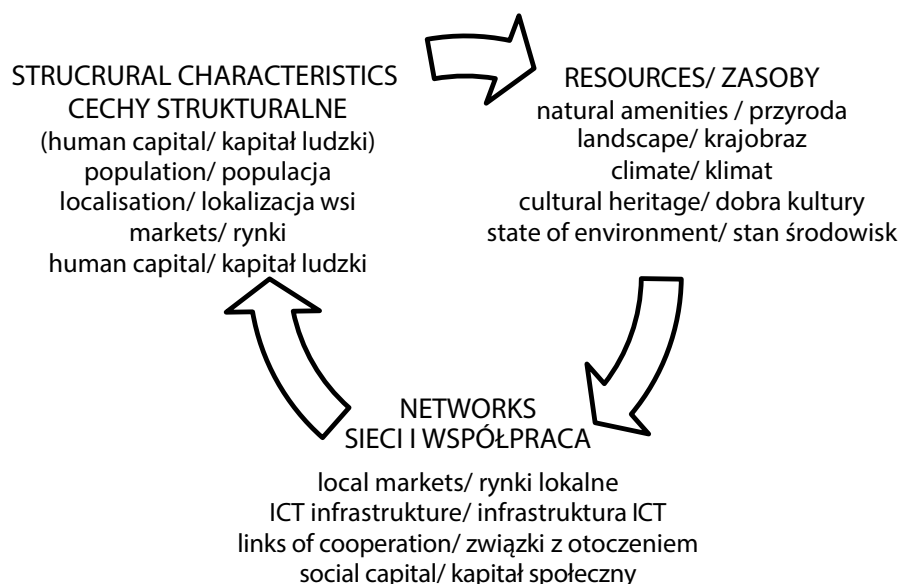 STRUCRURAL CHARACTERISTICS
CECHY STRUKTURALNE
(human capital/ kapitał ludzki)
population/ populacja
localisation/ lokalizacja wsi
markets/ rynki
human capital/ kapitał ludzki
RESOURCES/ ZASOBY
natural amenities / przyroda
landscape/ krajobraz
climate/ klimat
cultural heritage/ dobra kultury
state of environment/ stan środowisk
NETWORKS
SIECI I WSPÓŁPRACA
local markets/ rynki lokalne
ICT infrastrukture/ infrastruktura ICT
links of cooperation/ związki z otoczeniem
social capital/ kapitał społeczny